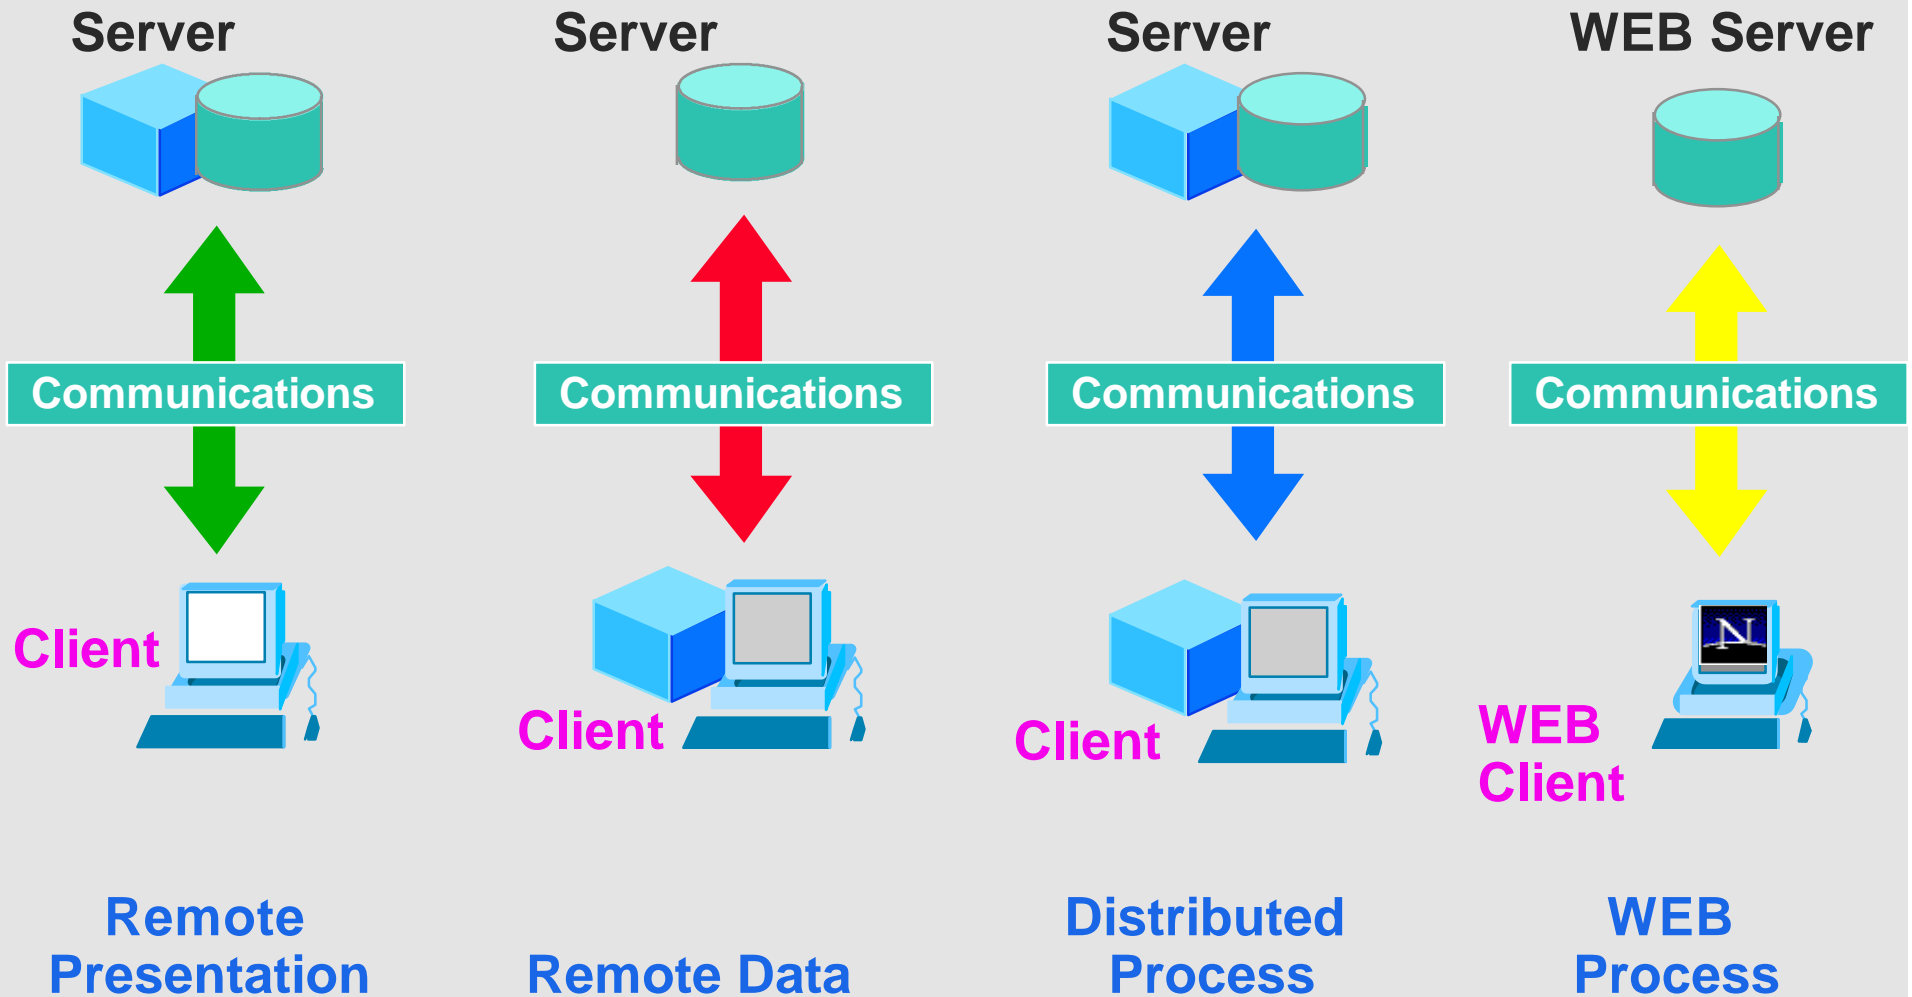 Server
Server
Server
WEB Server
Communications
Communications
Communications
Communications
Client
Client
Client
N
WEB
Client
Remote
Presentation
Remote Data
Distributed
Process
WEB
Process